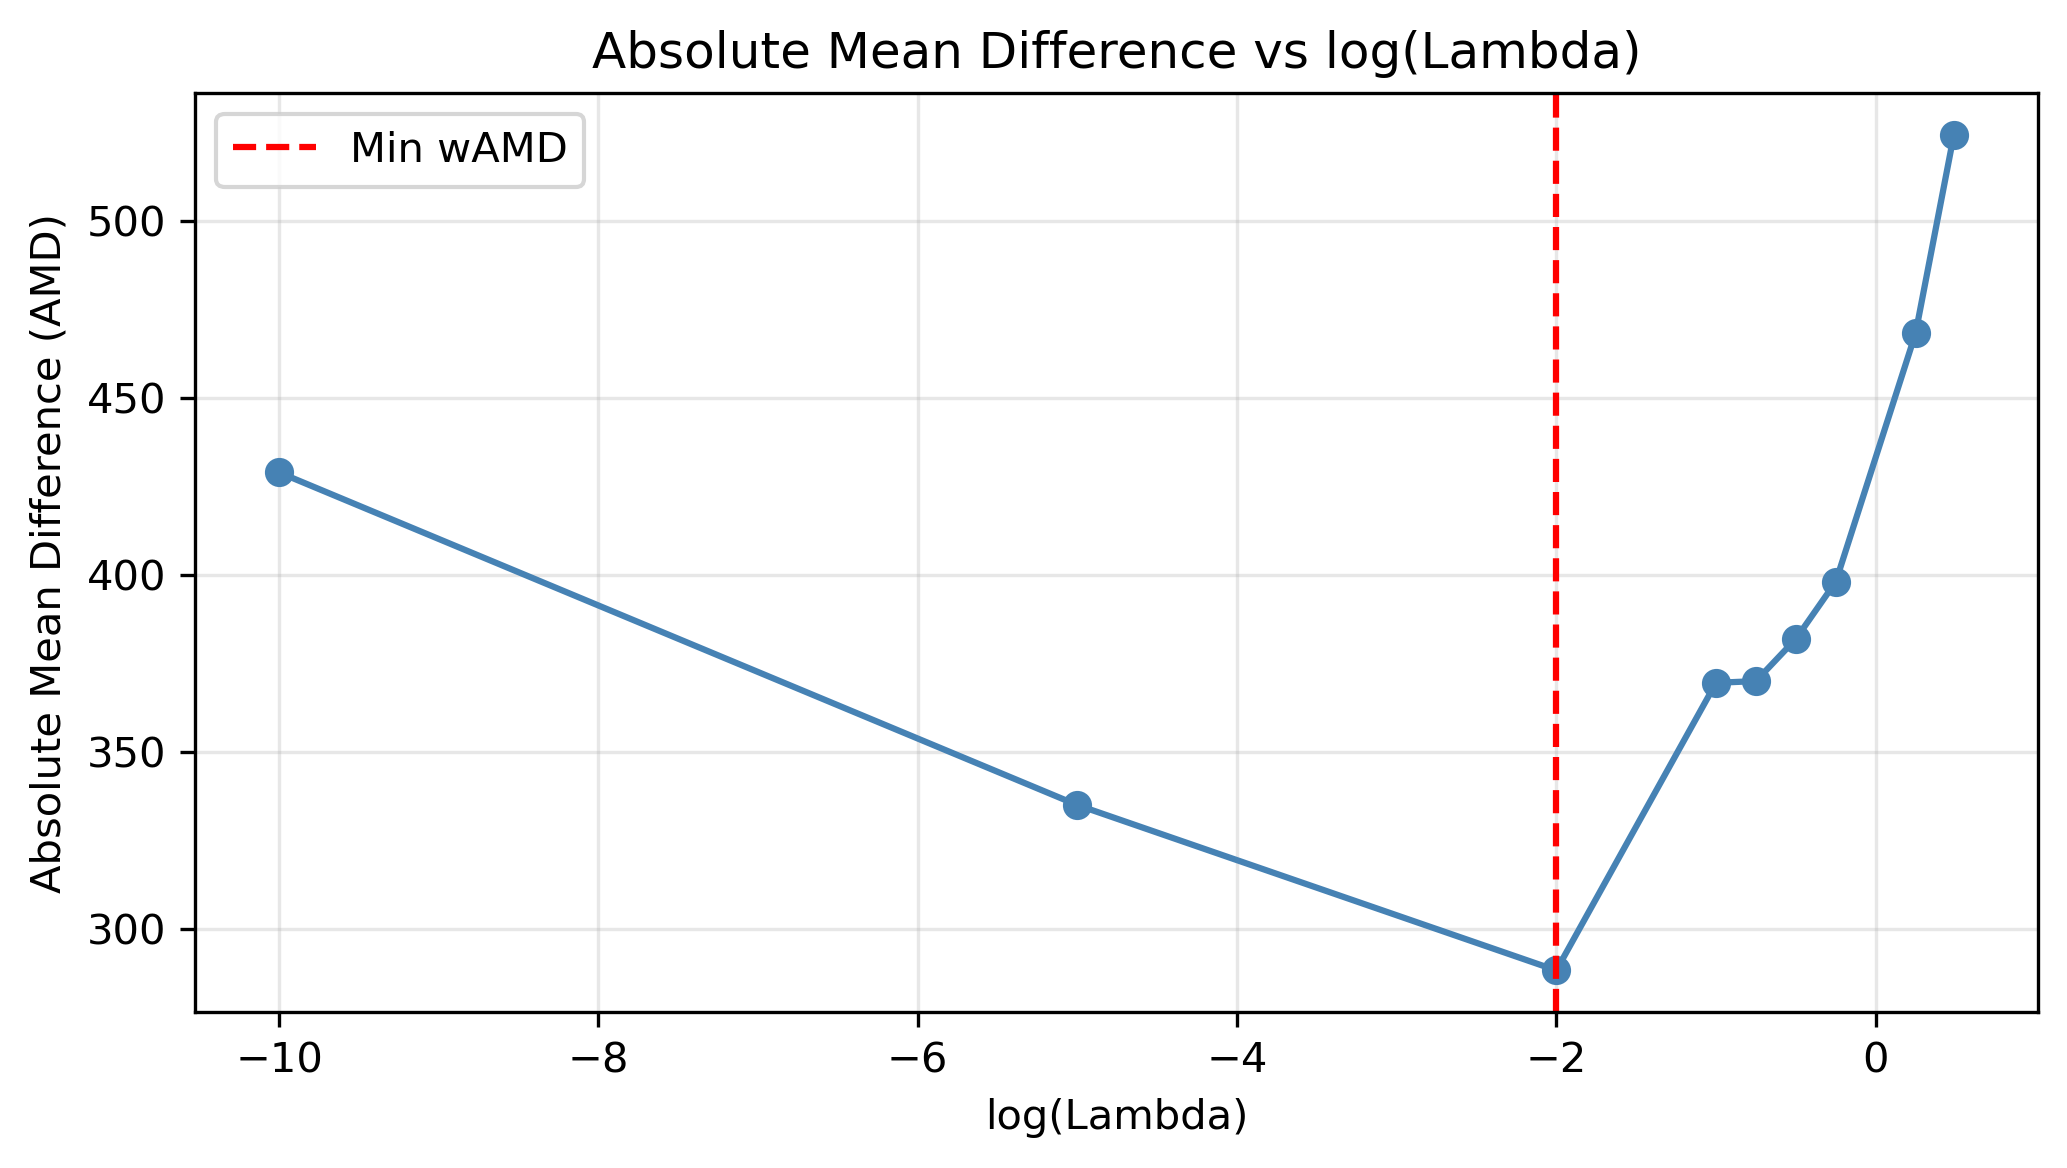 Absolute Mean Difference vs log(Lambda)
Min wAMD
Absolute Mean Difference (AMD)
500
450
400
350
300
−10 −8 −6 −4 −2 0
log(Lambda)